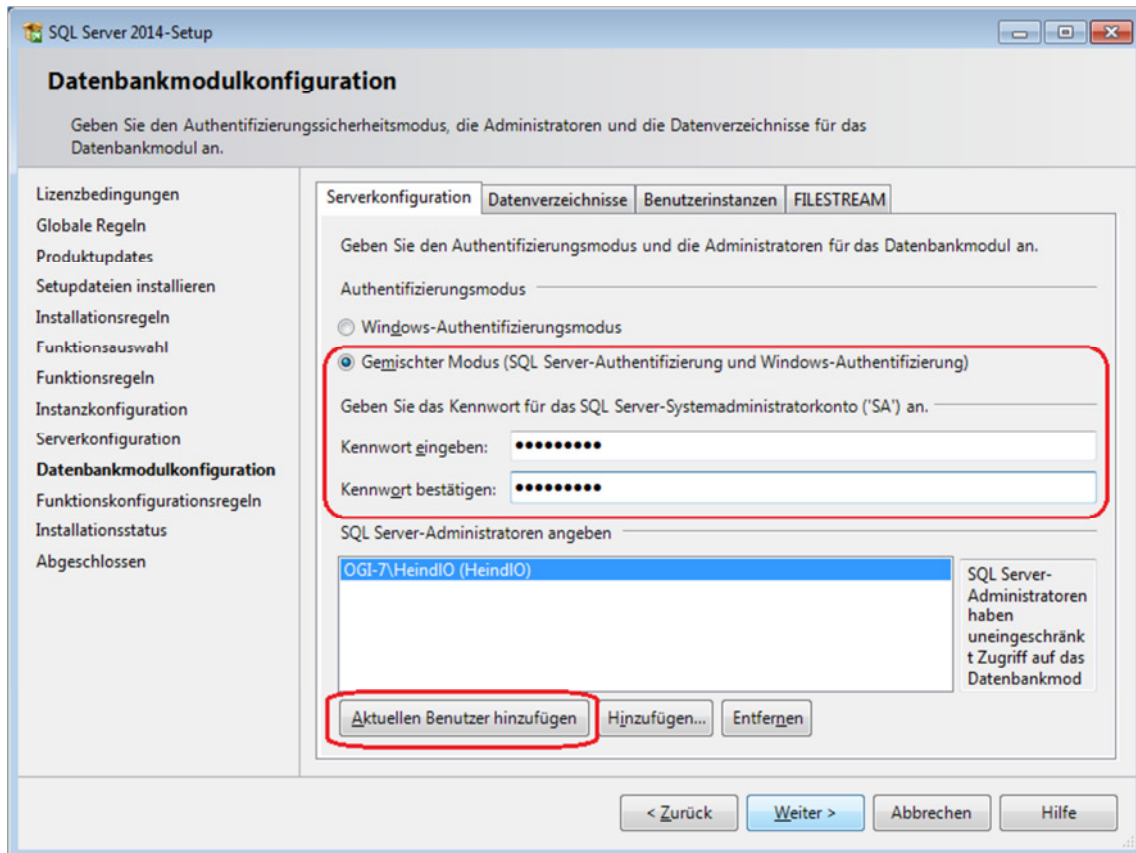 SQL Server 2014-Setup
Datenbankmodulkonfiguration
Geben Sie den Authentifizierungssicherheitsmodus, die Administratoren und die Datenverzeichnisse für das
Datenbankmodul an.
Lizenzbedingungen
Globale Regeln
Produktupdates
Setupdateien installieren
Installationsregeln
Funktionsauswahl
Funktionsregeln
Instanzkonfiguration
Serverkonfiguration
Datenbankmodulkonfiguration
Funktionskonfigurationsregeln
Installationsstatus
Abgeschlossen
Serverkonfiguration Datenverzeichnisse Benutzerinstanzen FILESTREAM
Geben Sie den Authentifizierungsmodus und die Administratoren für das Datenbankmodul an.
Authentifizierungsmodus
Windows-Authentifizierungsmodus
Gemischter Modus (SQL Server-Authentifizierung und Windows-Authentifizierung)
Geben Sie das Kennwort für das SQL Server-Systemadministratorkonto ('SA') an.
Kennwort eingeben: •••••••••
Kennwort bestätigen: •••••••••
SQL Server-Administratoren angeben
OGI-7\HeindlO (HeindlO)
SQL Server-
Administratoren
haben
uneingeschränk
t Zugriff auf das
Datenbankmod
Aktuellen Benutzer hinzufügen Hinzufügen... Entfernen
< Zurück Weiter > Abbrechen Hilfe